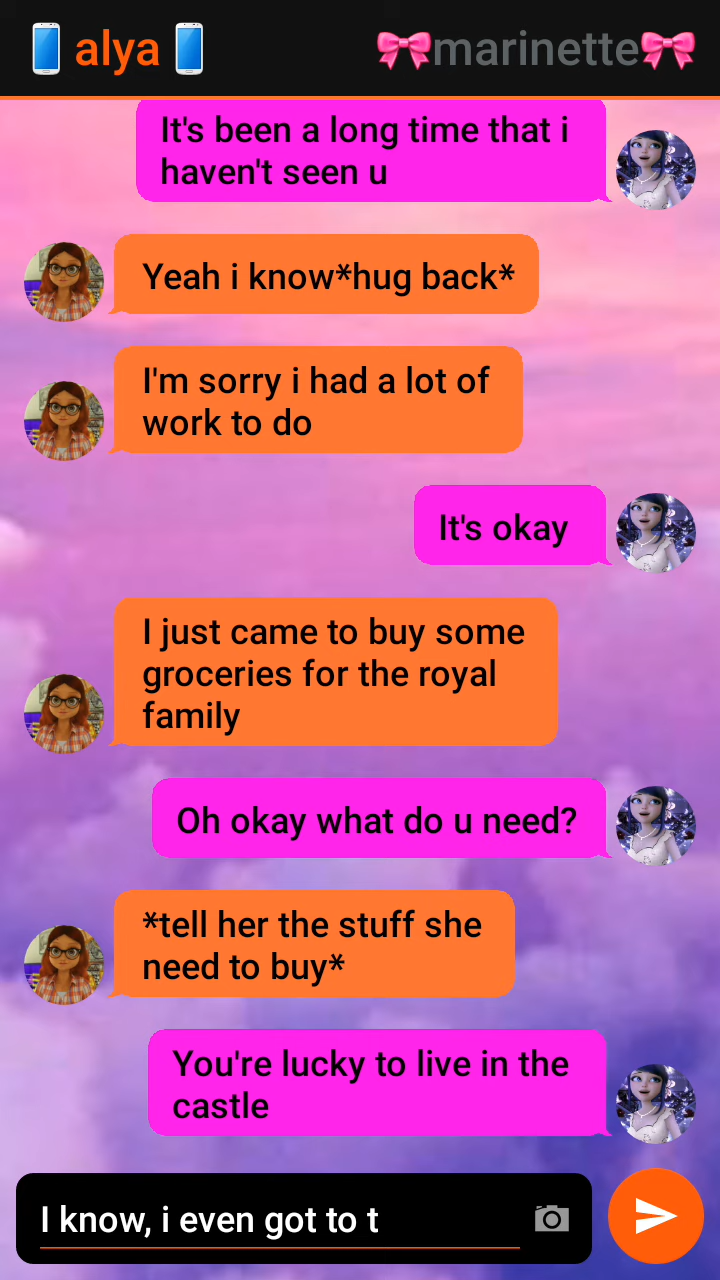 📱alya📱 🎀marinette🎀
It's been a long time that i
haven't seen u
Yeah i know*hug back*
I'm sorry i had a lot of
work to do
It's okay
I just came to buy some
groceries for the royal
family
Oh okay what do u need?
*tell her the stuff she
need to buy*
You're lucky to live in the
castle
I know, i even got to t